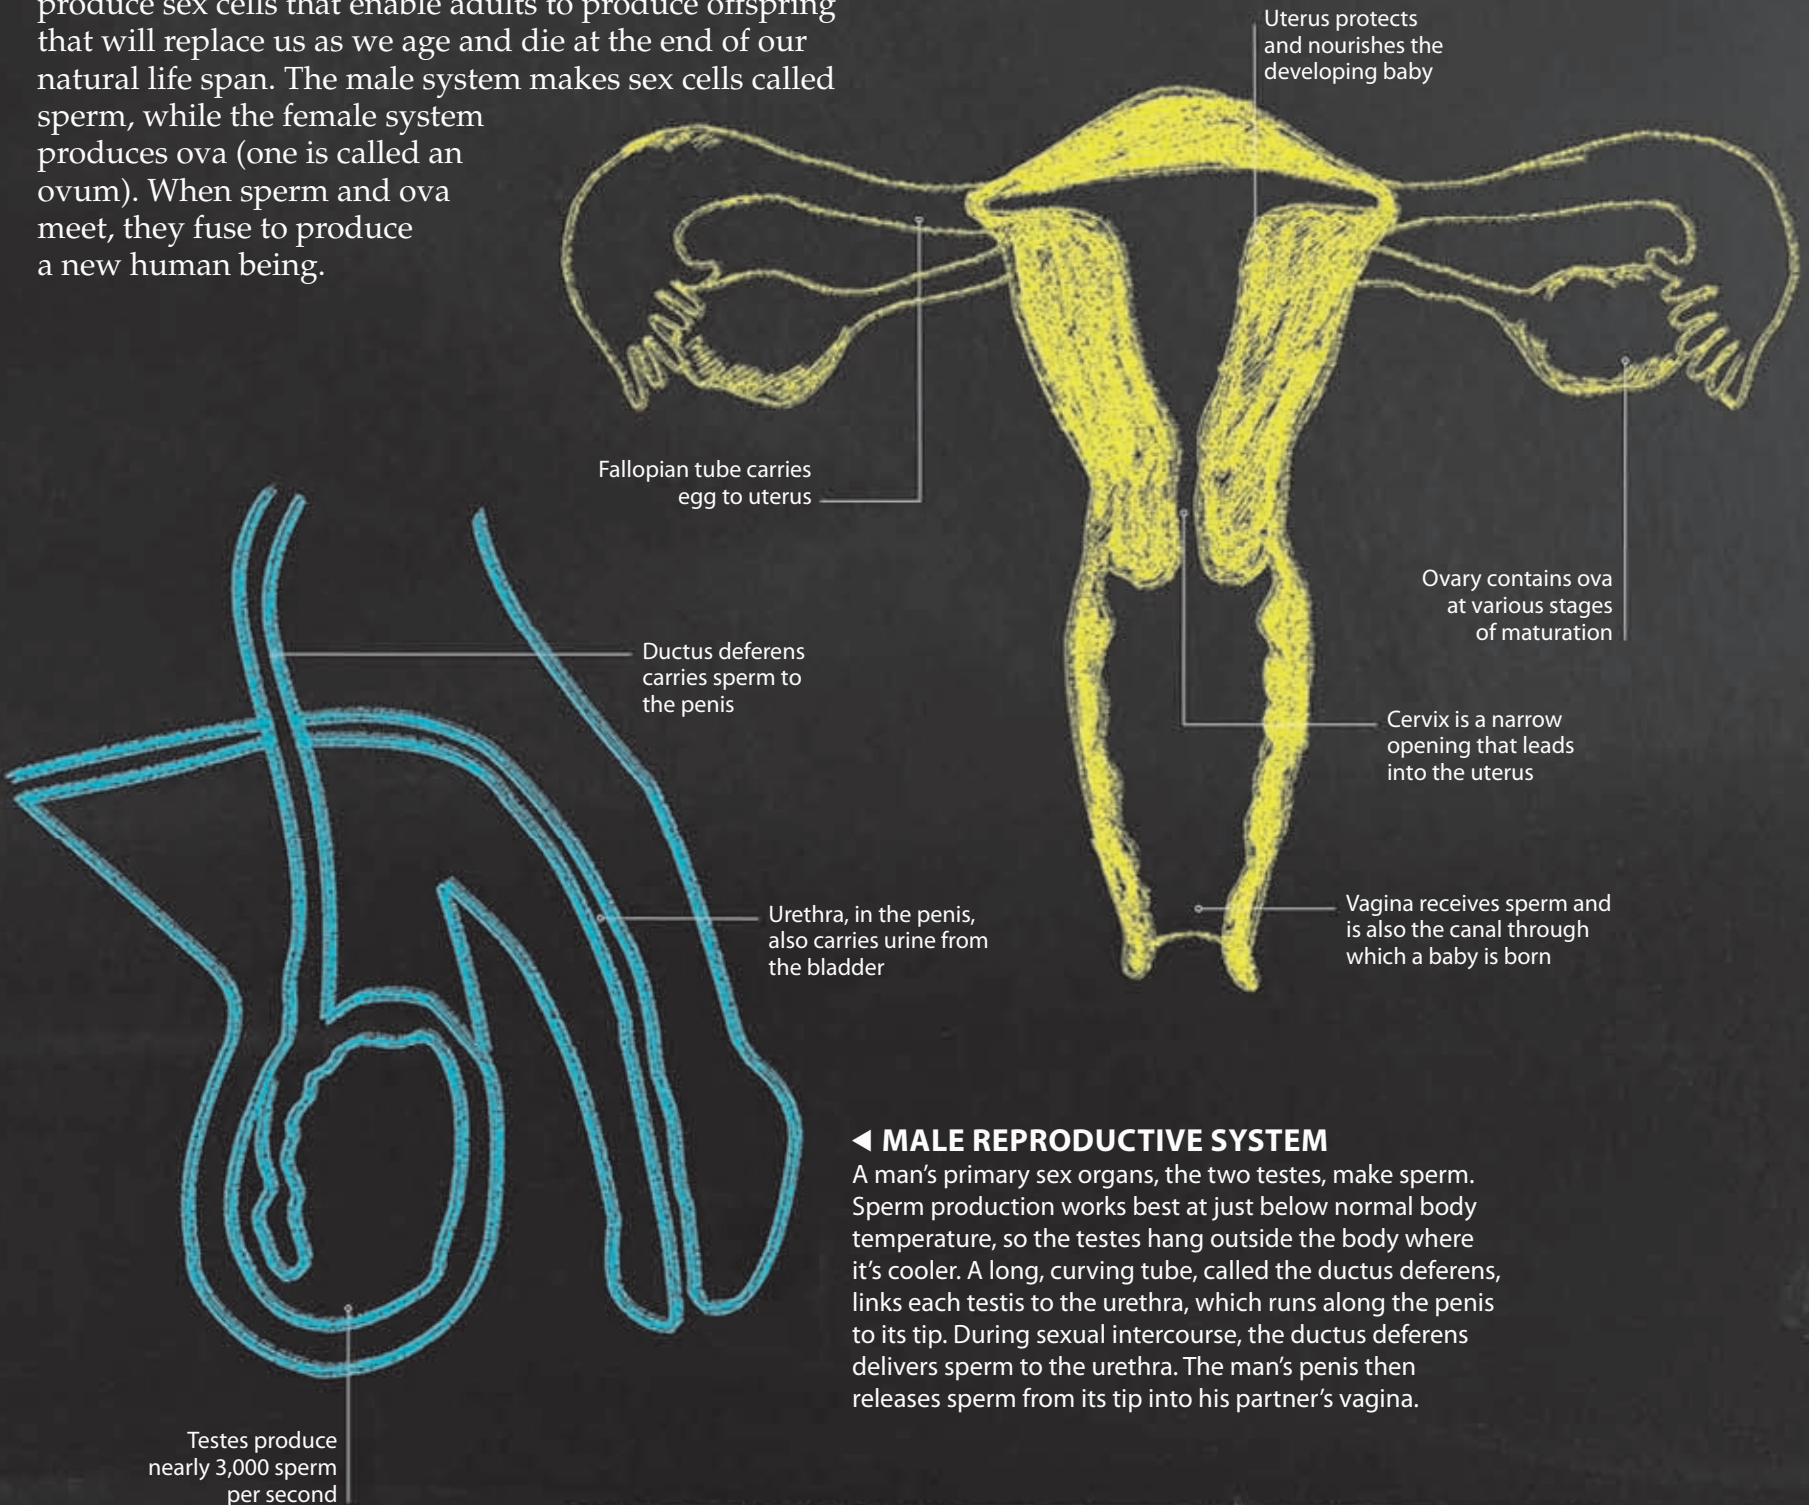 produce sex cells that enable adults to produce offspring
that will replace us as we age and die at the end of our
natural life span. The male system makes sex cells called
sperm, while the female system
produces ova (one is called an
ovum). When sperm and ova
meet, they fuse to produce
a new human being.
Uterus protects
and nourishes the
developing baby
Fallopian tube carries
egg to uterus
Ovary contains ova
at various stages
of maturation
Ductus deferens
carries sperm to
the penis
Cervix is a narrow
opening that leads
into the uterus
Urethra, in the penis,
also carries urine from
the bladder
Vagina receives sperm and
is also the canal through
which a baby is born
◀ MALE REPRODUCTIVE SYSTEM
A man’s primary sex organs, the two testes, make sperm.
Sperm production works best at just below normal body
temperature, so the testes hang outside the body where
it’s cooler. A long, curving tube, called the ductus deferens,
links each testis to the urethra, which runs along the penis
to its tip. During sexual intercourse, the ductus deferens
delivers sperm to the urethra. The man’s penis then
releases sperm from its tip into his partner’s vagina.
Testes produce
nearly 3,000 sperm
per second